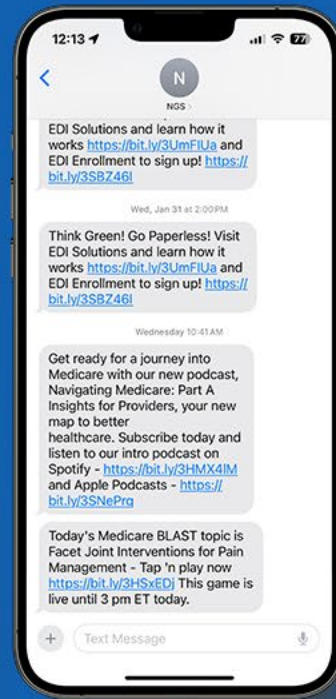 12:13
77
N
NGS
EDI Solutions and learn how it
works https://bit.ly/3UmFlUa and
EDI Enrollment to sign up! https://
bit.ly/3SBZ46l
Wed, Jan 31 at 2:00 PM
Think Green! Go Paperless! Visit
EDI Solutions and learn how it
works https://bit.ly/3UmFlUa and
EDI Enrollment to sign up! https://
bit.ly/3SBZ46l
Wednesday 10:41 AM
Get ready for a journey into
Medicare with our new podcast,
Navigating Medicare: Part A
Insights for Providers, your new
map to better
healthcare. Subscribe today and
listen to our intro podcast on
Spotify - https://bit.ly/3HMX4lM
and Apple Podcasts - https://
bit.ly/3SNePrq
Today's Medicare BLAST topic is
Facet Joint Interventions for Pain
Management - Tap 'n play now
https://bit.ly/3HSxEDj This game is
live until 3 pm ET today.
Text Message